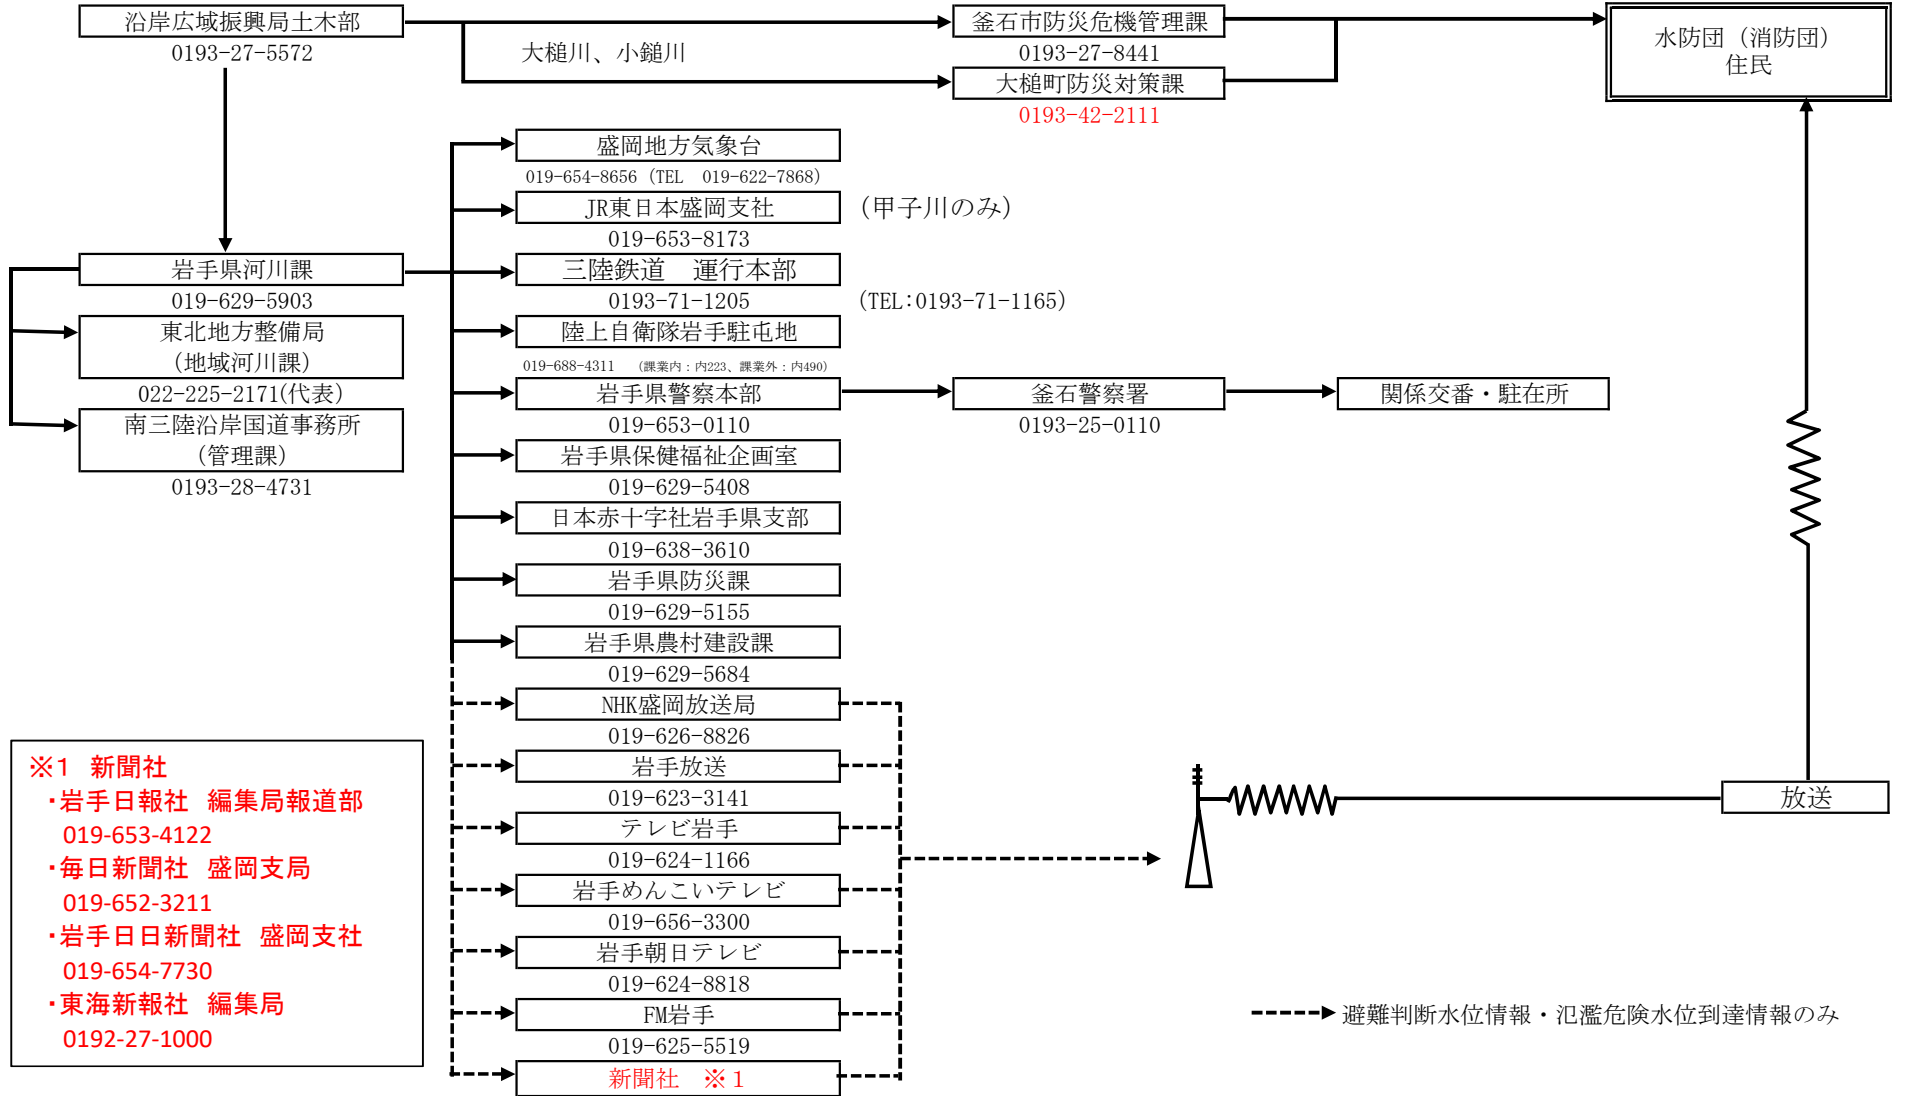 沿岸広域振興局土木部
0193-27-5572
大槌川、小鎚川
釜石市防災危機管理課
0193-27-8441
大槌町防災対策課
0193-42-2111
水防団（消防団）
住民
盛岡地方気象台
019-654-8656（TEL　019-622-7868）
JR東日本盛岡支社
（甲子川のみ）
019-653-8173
三陸鉄道　運行本部
0193-71-1205
（TEL:0193-71-1165）
陸上自衛隊岩手駐屯地
019-688-4311　（課業内：内223、課業外：内490）
岩手県警察本部
019-653-0110
釜石警察署
0193-25-0110
関係交番・駐在所
岩手県保健福祉企画室
019-629-5408
日本赤十字社岩手県支部
019-638-3610
岩手県防災課
019-629-5155
岩手県農村建設課
019-629-5684
NHK盛岡放送局
019-626-8826
岩手放送
019-623-3141
テレビ岩手
019-624-1166
岩手めんこいテレビ
019-656-3300
岩手朝日テレビ
019-624-8818
FM岩手
019-625-5519
新聞社　※１
岩手県河川課
019-629-5903
東北地方整備局
（地域河川課）
022-225-2171(代表)
南三陸沿岸国道事務所
（管理課）
0193-28-4731
※１　新聞社
・岩手日報社　編集局報道部
019-653-4122
・毎日新聞社　盛岡支局
019-652-3211
・岩手日日新聞社　盛岡支社
019-654-7730
・東海新報社　編集局
0192-27-1000
放送
避難判断水位情報・氾濫危険水位到達情報のみ